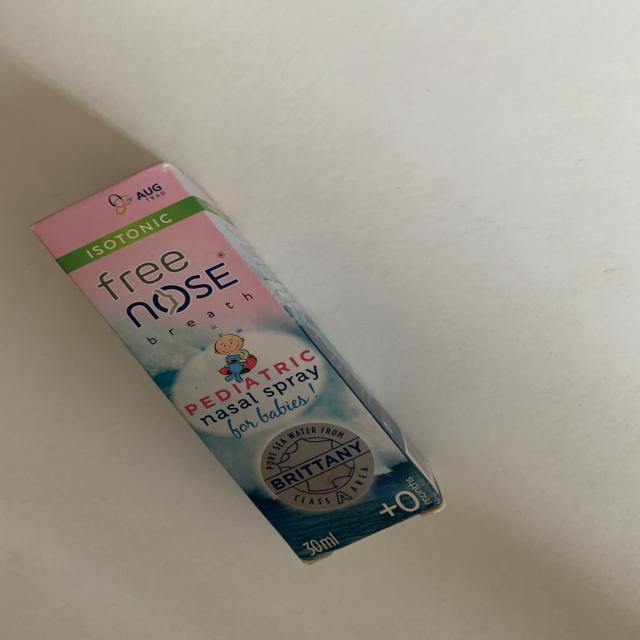 AUG
TRAD
ISOTONIC
free
nOSE®
breath
PEDIATRIC
nasal spray
for babies!
PURE SEA WATER FROM
BRITTANY
CLASS A AREA
+0 months
30ml